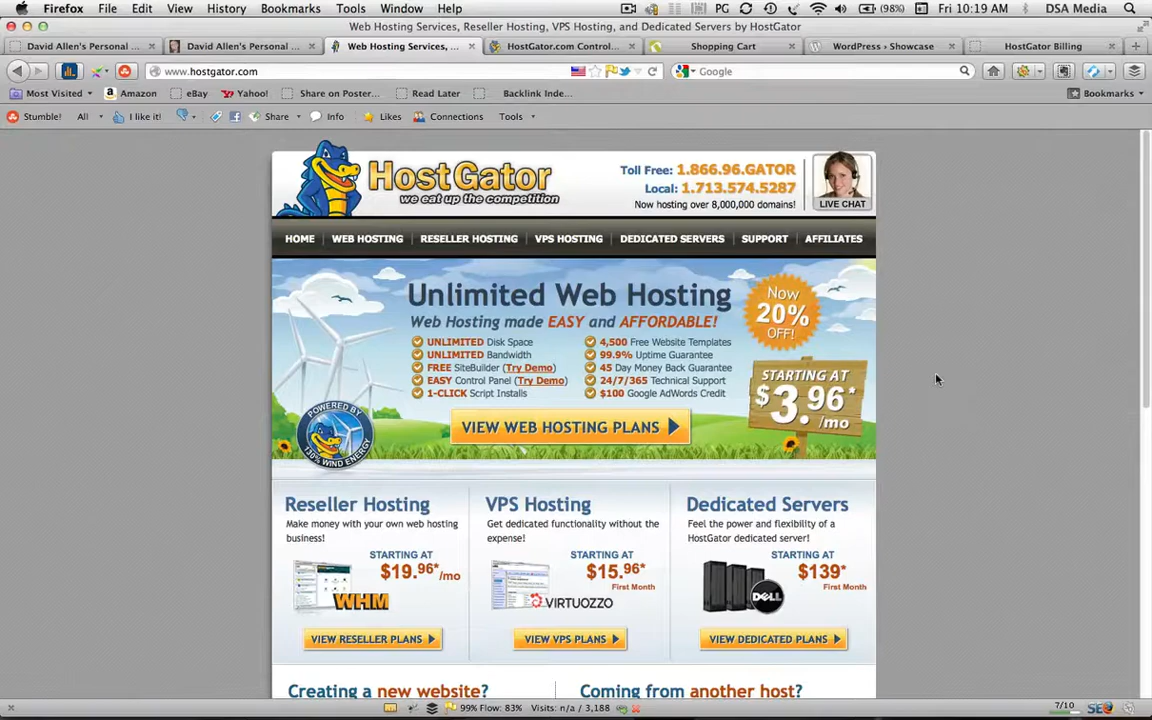 Firefox File Edit View History Bookmarks Tools Window Help PG (98%) Fri 10:19 AM DSA Media
Web Hosting Services, Reseller Hosting, VPS Hosting, and Dedicated Servers by HostGator
David Allen's Personal ... David Allen's Personal ... Web Hosting Services, ... HostGator.com Control... Shopping Cart WordPress › Showcase HostGator Billing
www.hostgator.com Google
Most Visited Amazon eBay Yahoo! Share on Poster... Read Later Backlink Inde... Bookmarks
Stumble! All I like it! Share Info Likes Connections Tools
HostGator
we eat up the competition
Toll Free: 1.866.96.GATOR
Local: 1.713.574.5287
Now hosting over 8,000,000 domains!
LIVE CHAT
HOME WEB HOSTING RESELLER HOSTING VPS HOSTING DEDICATED SERVERS SUPPORT AFFILIATES
Unlimited Web Hosting
Web Hosting made EASY and AFFORDABLE!
UNLIMITED Disk Space
UNLIMITED Bandwidth
FREE SiteBuilder (Try Demo)
EASY Control Panel (Try Demo)
1-CLICK Script Installs
4,500 Free Website Templates
99.9% Uptime Guarantee
45 Day Money Back Guarantee
24/7/365 Technical Support
$100 Google AdWords Credit
Now
20%
OFF!
STARTING AT
$3.96*
/mo
VIEW WEB HOSTING PLANS
POWERED BY
130% WIND ENERGY
Reseller Hosting
Make money with your own web hosting
business!
STARTING AT
$19.96*/mo
WHM
VIEW RESELLER PLANS
VPS Hosting
Get dedicated functionality without the
expense!
STARTING AT
$15.96*
First Month
VIRTUOZZO
VIEW VPS PLANS
Dedicated Servers
Feel the power and flexibility of a
HostGator dedicated server!
STARTING AT
$139*
First Month
DELL
VIEW DEDICATED PLANS
Creating a new website?
Coming from another host?
99% Flow: 83% Visits: n/a / 3,188 7/10 SEO